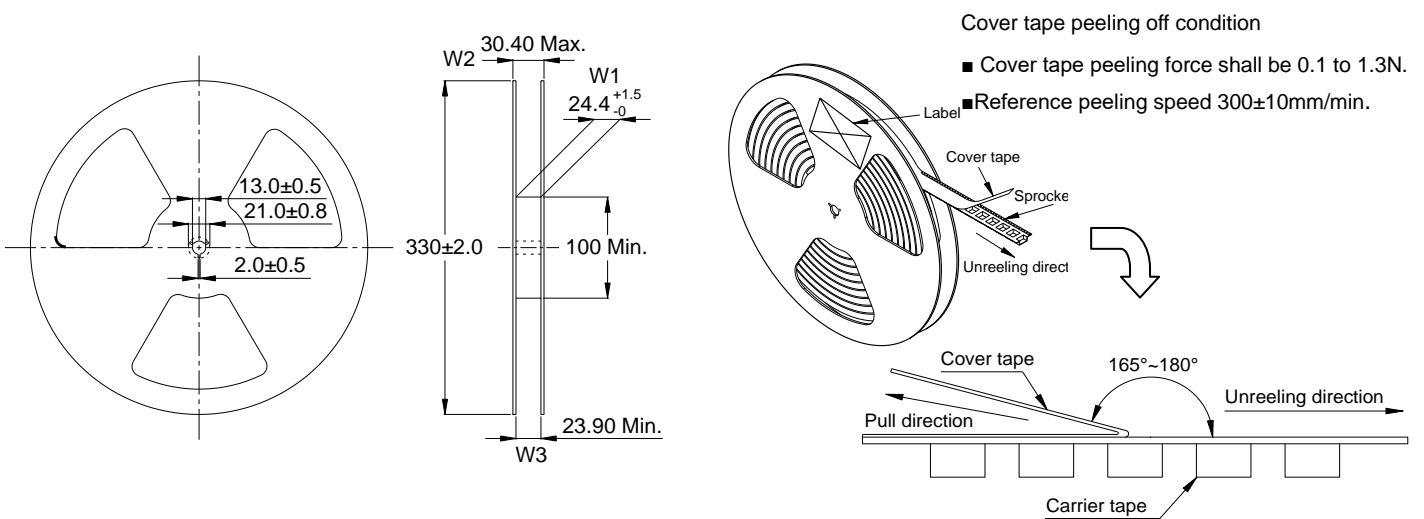 13.0±0.5
21.0±0.8
2.0±0.5
30.40 Max.
W2
W1
24.4 +1.5 -0
330±2.0
100 Min.
23.90 Min.
W3
Cover tape peeling off condition
■ Cover tape peeling force shall be 0.1 to 1.3N.
■Reference peeling speed 300±10mm/min.
Label
Cover tape
Sprocke
Unreeling direct
Cover tape
165°~180°
Unreeling direction
Pull direction
Carrier tape